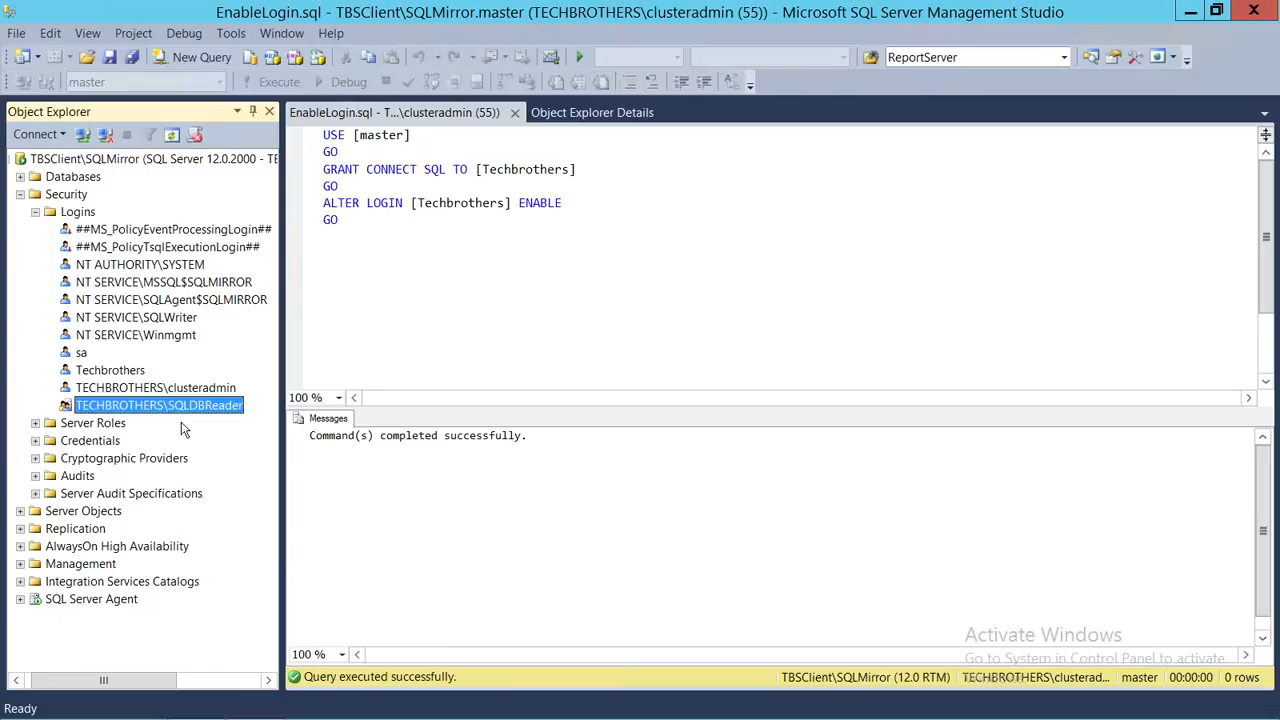 EnableLogin.sql - TBSClient\SQLMirror.master (TECHBROTHERS\clusteradmin (55)) - Microsoft SQL Server Management Studio
File Edit View Project Debug Tools Window Help
New Query
ReportServer
master
Execute
Debug
Object Explorer
Connect
TBSClient\SQLMirror (SQL Server 12.0.2000 - TE
Databases
Security
Logins
##MS_PolicyEventProcessingLogin##
##MS_PolicyTsqlExecutionLogin##
NT AUTHORITY\SYSTEM
NT SERVICE\MSSQL$SQLMIRROR
NT SERVICE\SQLAgent$SQLMIRROR
NT SERVICE\SQLWriter
NT SERVICE\Winmgmt
sa
Techbrothers
TECHBROTHERS\clusteradmin
TECHBROTHERS\SQLDBReader
Server Roles
Credentials
Cryptographic Providers
Audits
Server Audit Specifications
Server Objects
Replication
AlwaysOn High Availability
Management
Integration Services Catalogs
SQL Server Agent
EnableLogin.sql - T...\clusteradmin (55))
Object Explorer Details
USE [master]
GO
GRANT CONNECT SQL TO [Techbrothers]
GO
ALTER LOGIN [Techbrothers] ENABLE
GO
100 %
Messages
Command(s) completed successfully.
100 %
Activate Windows
Go to System in Control Panel to activate
Query executed successfully.
TBSClient\SQLMirror (12.0 RTM)
TECHBROTHERS\clusterad...
master
00:00:00
0 rows
Ready